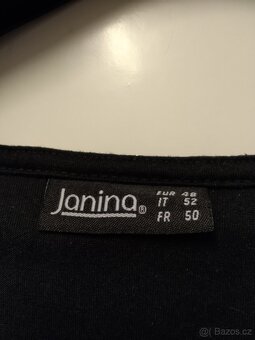 Janina®
EUR 48
IT 52
FR 50
Bazos.cz